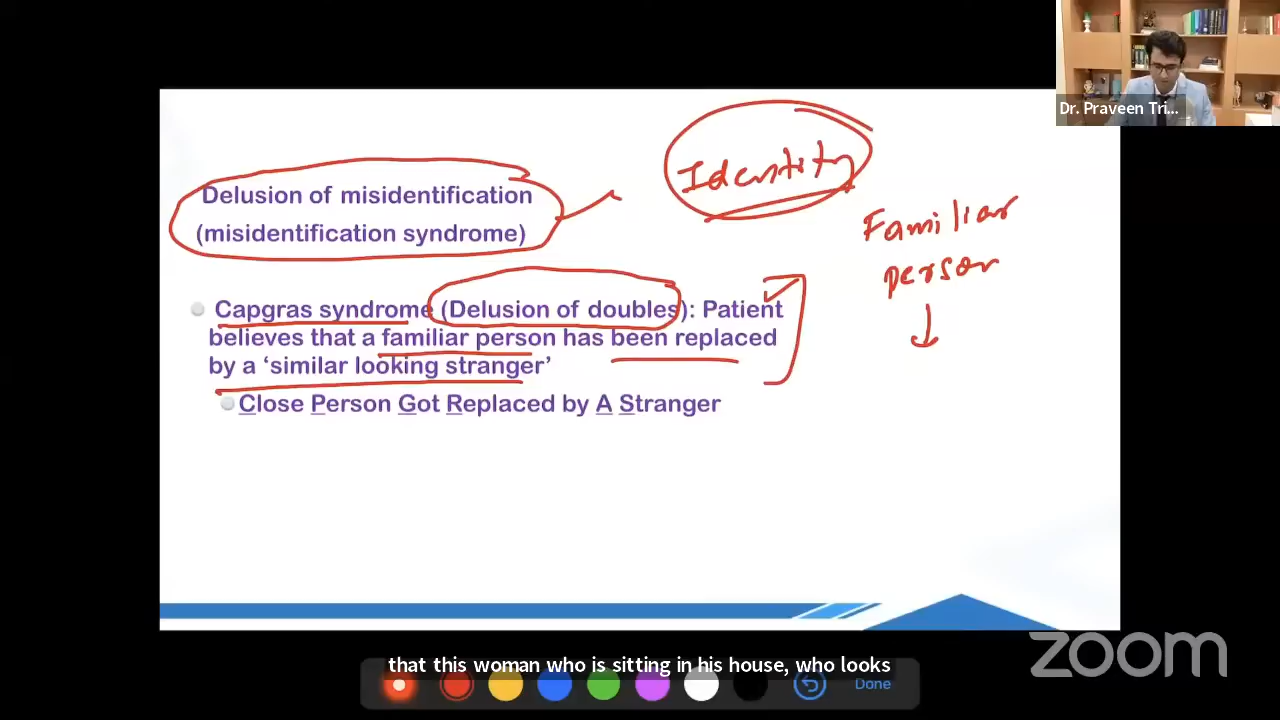 Dr. Praveen Tri...
Identity
Delusion of misidentification
(misidentification syndrome)
Familiar
person
Capgras syndrome (Delusion of doubles): Patient
believes that a familiar person has been replaced
by a ‘similar looking stranger’
Close Person Got Replaced by A Stranger
zoom
that this woman who is sitting in his house, who looks
Done